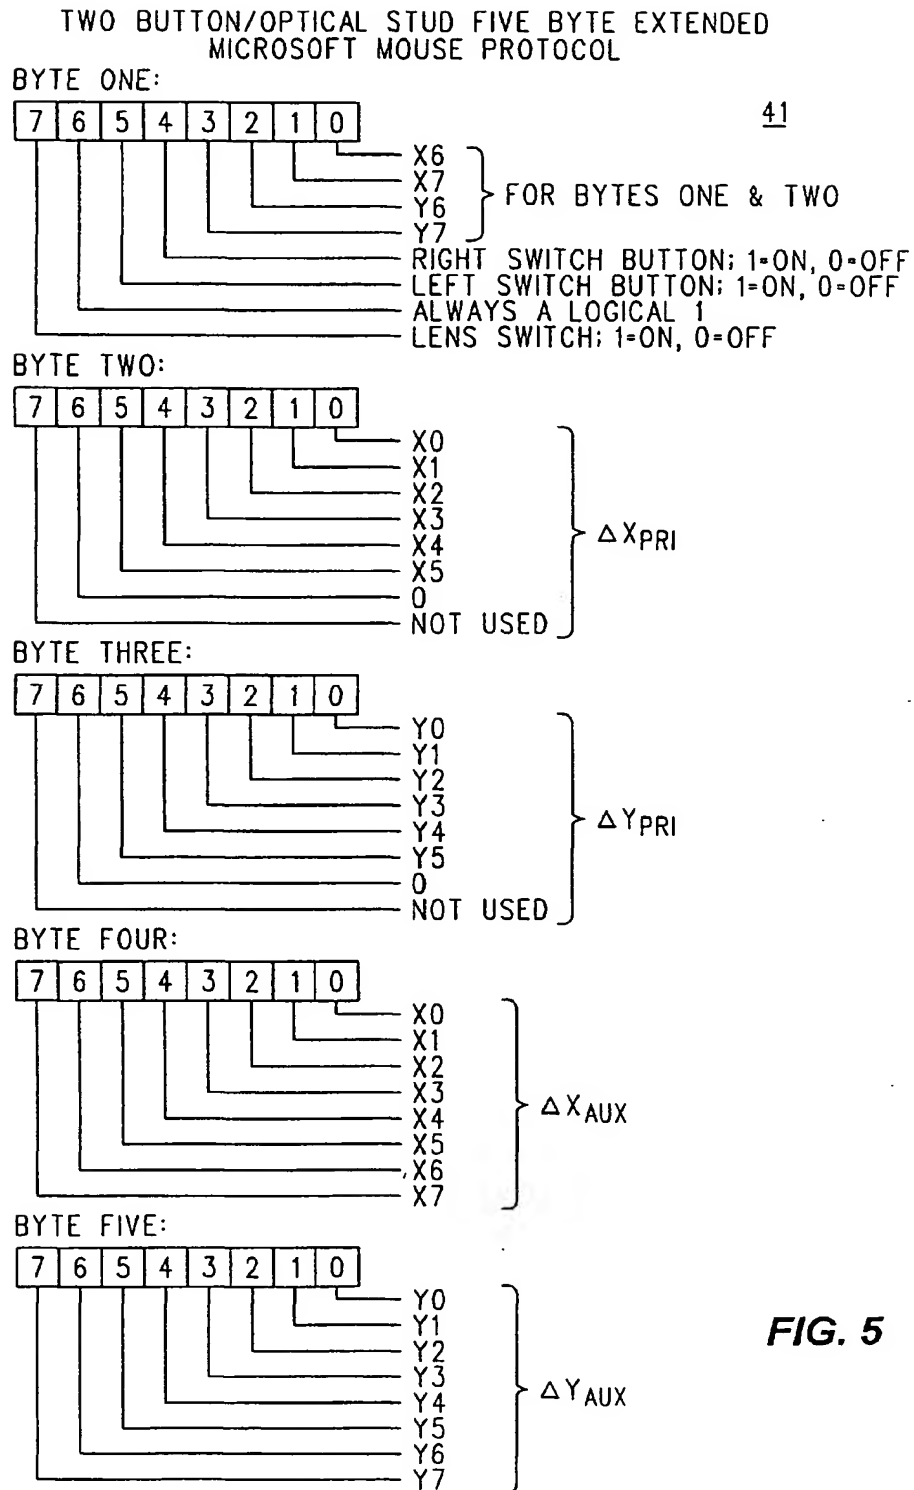 TWO BUTTON/OPTICAL STUD FIVE BYTE EXTENDED
MICROSOFT MOUSE PROTOCOL
BYTE ONE:
41
7 6 5 4 3 2 1 0
X6
X7
Y6
Y7
FOR BYTES ONE & TWO
RIGHT SWITCH BUTTON; 1=ON, 0=OFF
LEFT SWITCH BUTTON; 1=ON, 0=OFF
ALWAYS A LOGICAL 1
LENS SWITCH; 1=ON, 0=OFF
BYTE TWO:
7 6 5 4 3 2 1 0
X0
X1
X2
X3
X4
X5
0
NOT USED
ΔXPRI
BYTE THREE:
7 6 5 4 3 2 1 0
Y0
Y1
Y2
Y3
Y4
Y5
0
NOT USED
ΔYPRI
BYTE FOUR:
7 6 5 4 3 2 1 0
X0
X1
X2
X3
X4
X5
X6
X7
ΔXAUX
BYTE FIVE:
7 6 5 4 3 2 1 0
Y0
Y1
Y2
Y3
Y4
Y5
Y6
Y7
ΔYAUX
FIG. 5